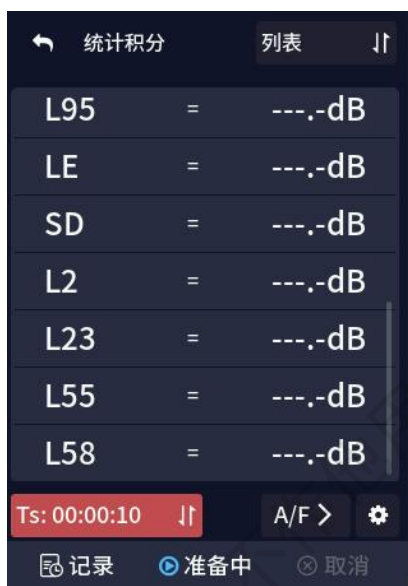 统计积分 列表
L95 = ---.-dB
LE = ---.-dB
SD = ---.-dB
L2 = ---.-dB
L23 = ---.-dB
L55 = ---.-dB
L58 = ---.-dB
Ts: 00:00:10 A/F >
记录 准备中 取消